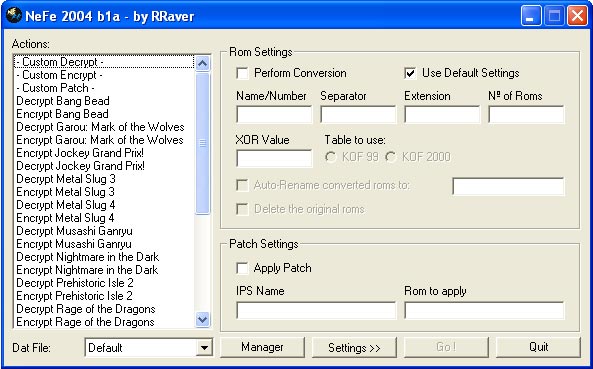 NeFe 2004 b1a - by RRaver
Actions:
- Custom Decrypt -
- Custom Encrypt -
- Custom Patch -
Decrypt Bang Bead
Encrypt Bang Bead
Decrypt Garou: Mark of the Wolves
Encrypt Garou: Mark of the Wolves
Encrypt Jockey Grand Prix!
Decrypt Jockey Grand Prix!
Decrypt Metal Slug 3
Encrypt Metal Slug 3
Decrypt Metal Slug 4
Encrypt Metal Slug 4
Decrypt Musashi Ganryu
Encrypt Musashi Ganryu
Decrypt Nightmare in the Dark
Encrypt Nightmare in the Dark
Decrypt Prehistoric Isle 2
Encrypt Prehistoric Isle 2
Decrypt Rage of the Dragons
Encrypt Rage of the Dragons
Dat File: Default
Rom Settings
Perform Conversion Use Default Settings
Name/Number Separator Extension Nº of Roms
XOR Value Table to use:
KOF 99 KOF 2000
Auto-Rename converted roms to:
Delete the original roms
Patch Settings
Apply Patch
IPS Name Rom to apply
Manager Settings >> Go ! Quit